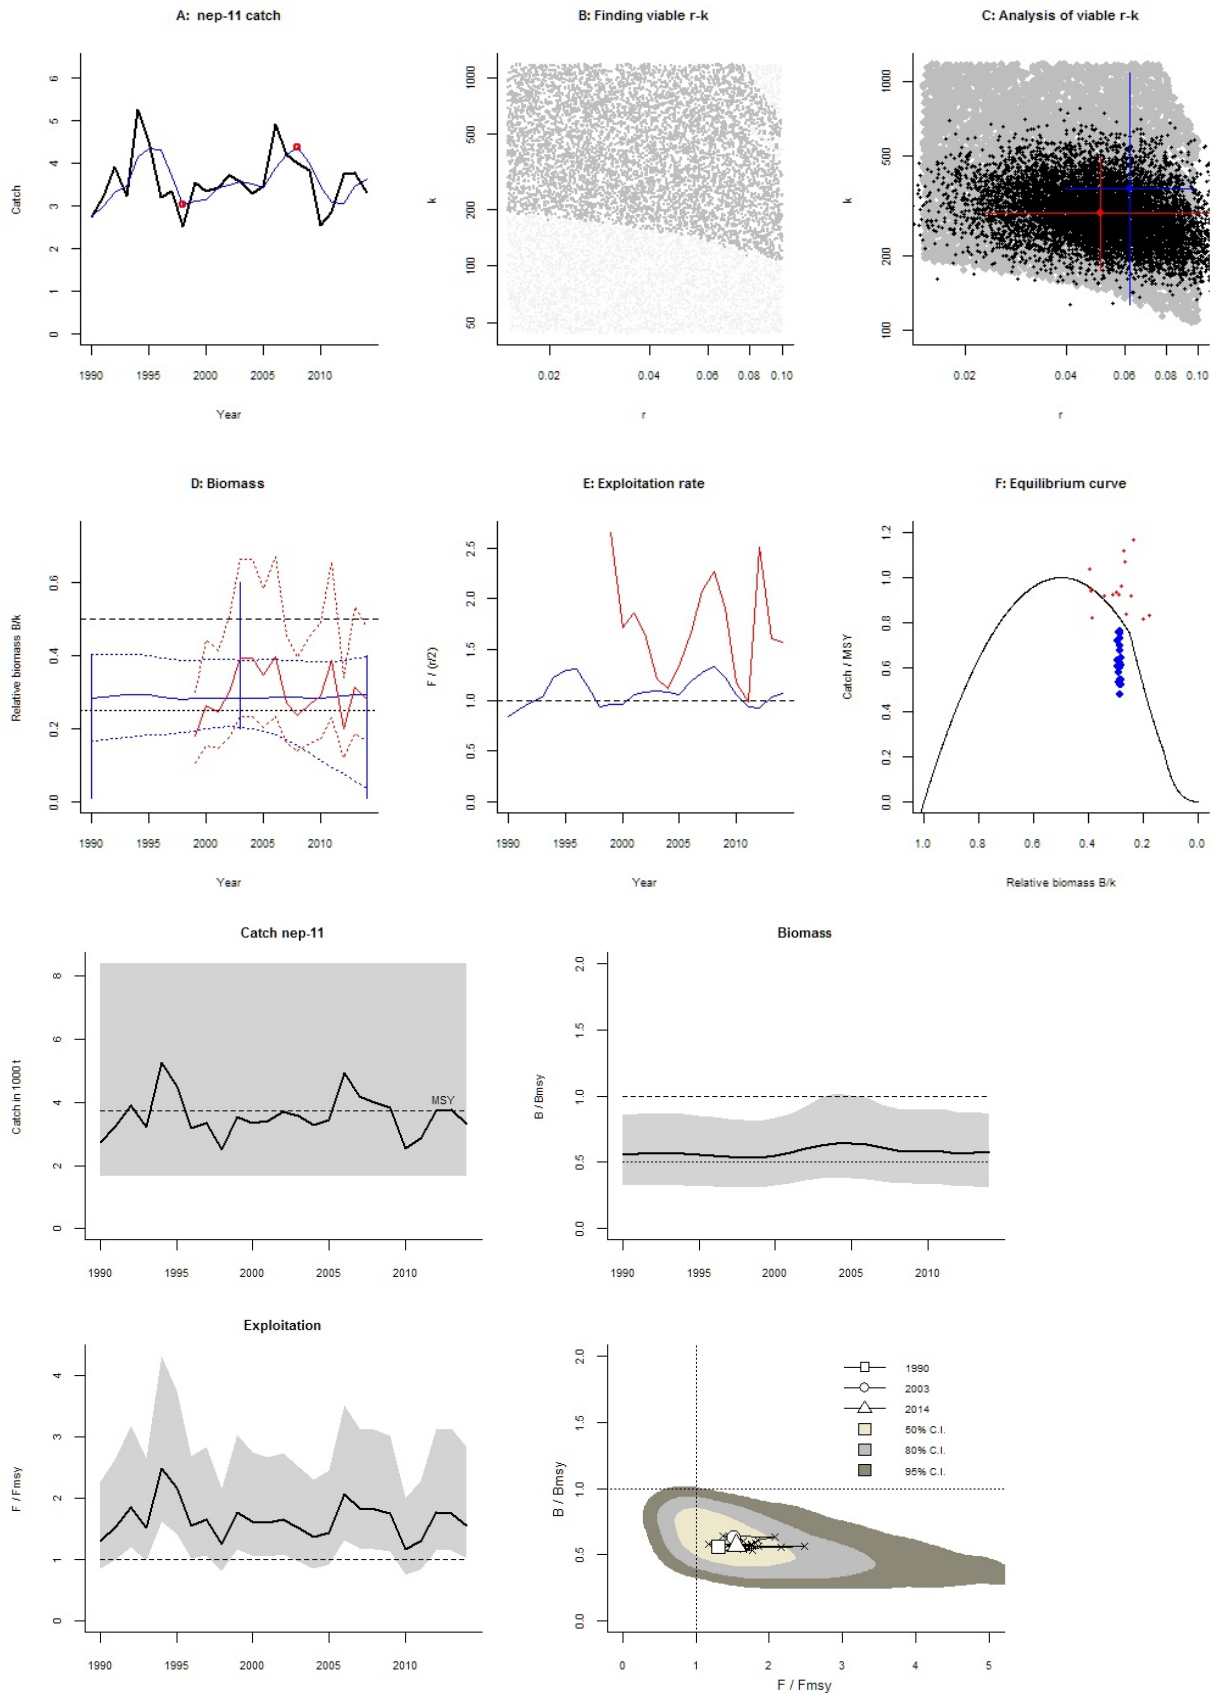 A: nep-11 catch
B: Finding viable r-k
C: Analysis of viable r-k
Catch
0 1 2 3 4 5 6
1990 1995 2000 2005 2010
Year
k
50 100 200 500 1000
0.02 0.04 0.06 0.08 0.10
r
k
100 200 500 1000
0.02 0.04 0.06 0.08 0.10
r
D: Biomass
E: Exploitation rate
F: Equilibrium curve
Relative biomass B/k
0.0 0.2 0.4 0.6
1990 1995 2000 2005 2010
Year
F / (r/2)
0.0 0.5 1.0 1.5 2.0 2.5
1990 1995 2000 2005 2010
Year
Catch / MSY
0.0 0.2 0.4 0.6 0.8 1.0 1.2
1.0 0.8 0.6 0.4 0.2 0.0
Relative biomass B/k
Catch nep-11
Biomass
Catch in 1000 t
0 2 4 6 8
MSY
1990 1995 2000 2005 2010
B / Bmsy
0.0 0.5 1.0 1.5 2.0
1990 1995 2000 2005 2010
Exploitation
F / Fmsy
0 1 2 3 4
1990 1995 2000 2005 2010
B / Bmsy
0.0 0.5 1.0 1.5 2.0
1990
2003
2014
50% C.I.
80% C.I.
95% C.I.
0 1 2 3 4 5
F / Fmsy